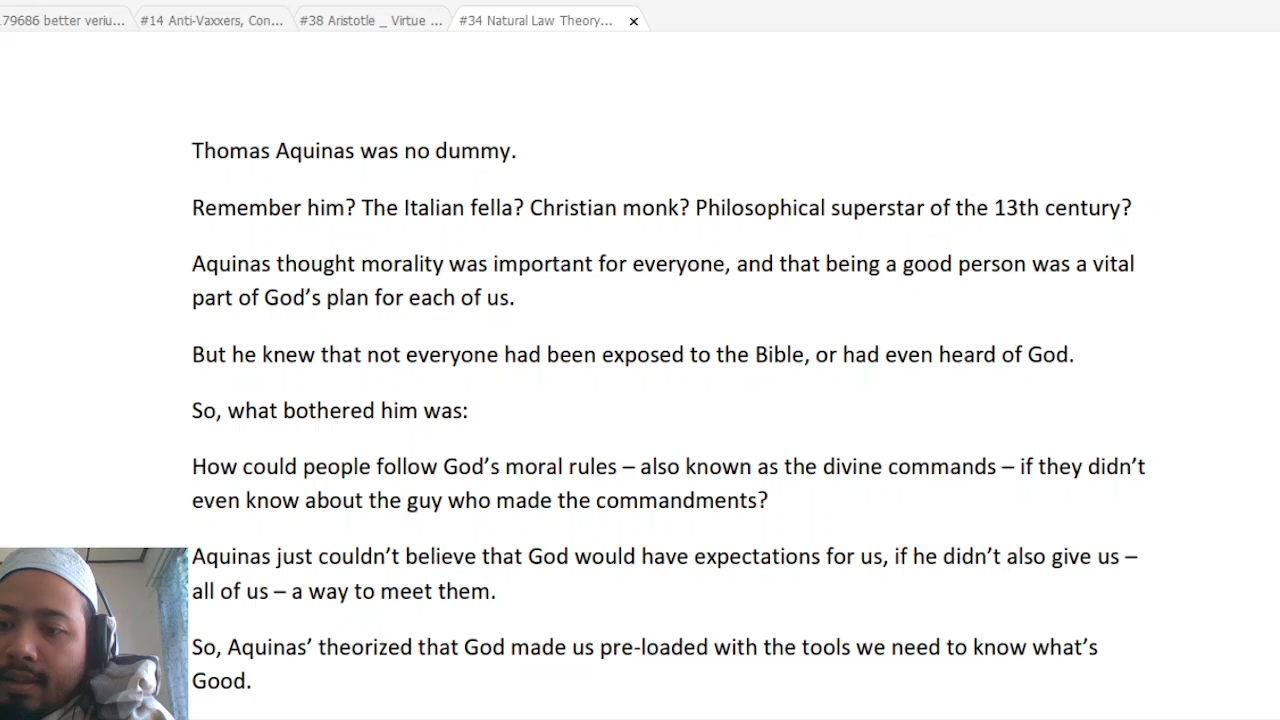 .79686 better veriu... #14 Anti-Vaxxers, Con... #38 Aristotle _ Virtue ... #34 Natural Law Theory...
Thomas Aquinas was no dummy.
Remember him? The Italian fella? Christian monk? Philosophical superstar of the 13th century?
Aquinas thought morality was important for everyone, and that being a good person was a vital
part of God’s plan for each of us.
But he knew that not everyone had been exposed to the Bible, or had even heard of God.
So, what bothered him was:
How could people follow God’s moral rules – also known as the divine commands – if they didn’t
even know about the guy who made the commandments?
Aquinas just couldn’t believe that God would have expectations for us, if he didn’t also give us –
all of us – a way to meet them.
So, Aquinas’ theorized that God made us pre-loaded with the tools we need to know what’s
Good.